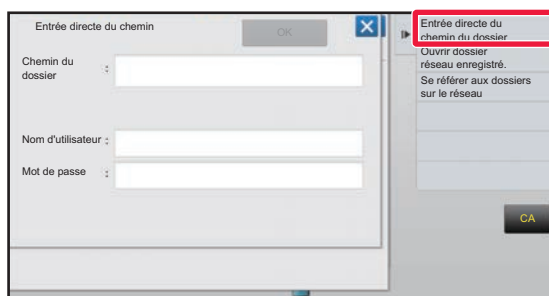 Entrée directe du chemin
OK
Chemin du
dossier :
Nom d'utilisateur :
Mot de passe :
Entrée directe du
chemin du dossier
Ouvrir dossier
réseau enregistré.
Se référer aux dossiers
sur le réseau
CA